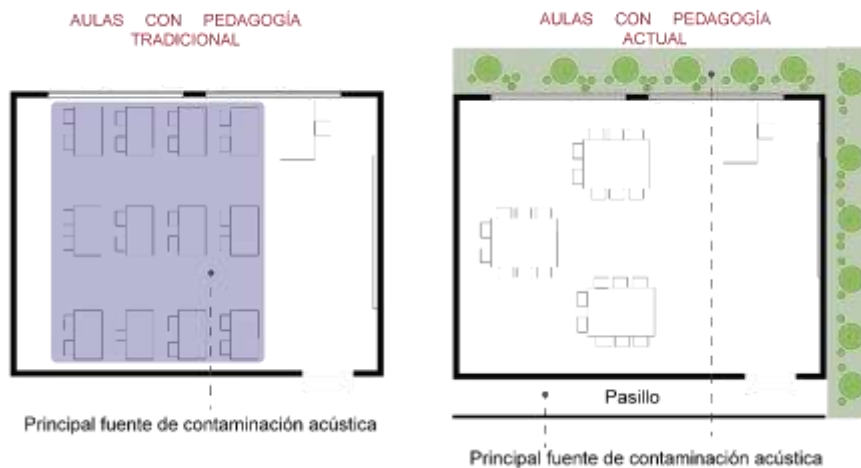 AULAS CON PEDAGOGÍA
TRADICIONAL
Principal fuente de contaminación acústica
AULAS CON PEDAGOGÍA
ACTUAL
Pasillo
Principal fuente de contaminación acústica